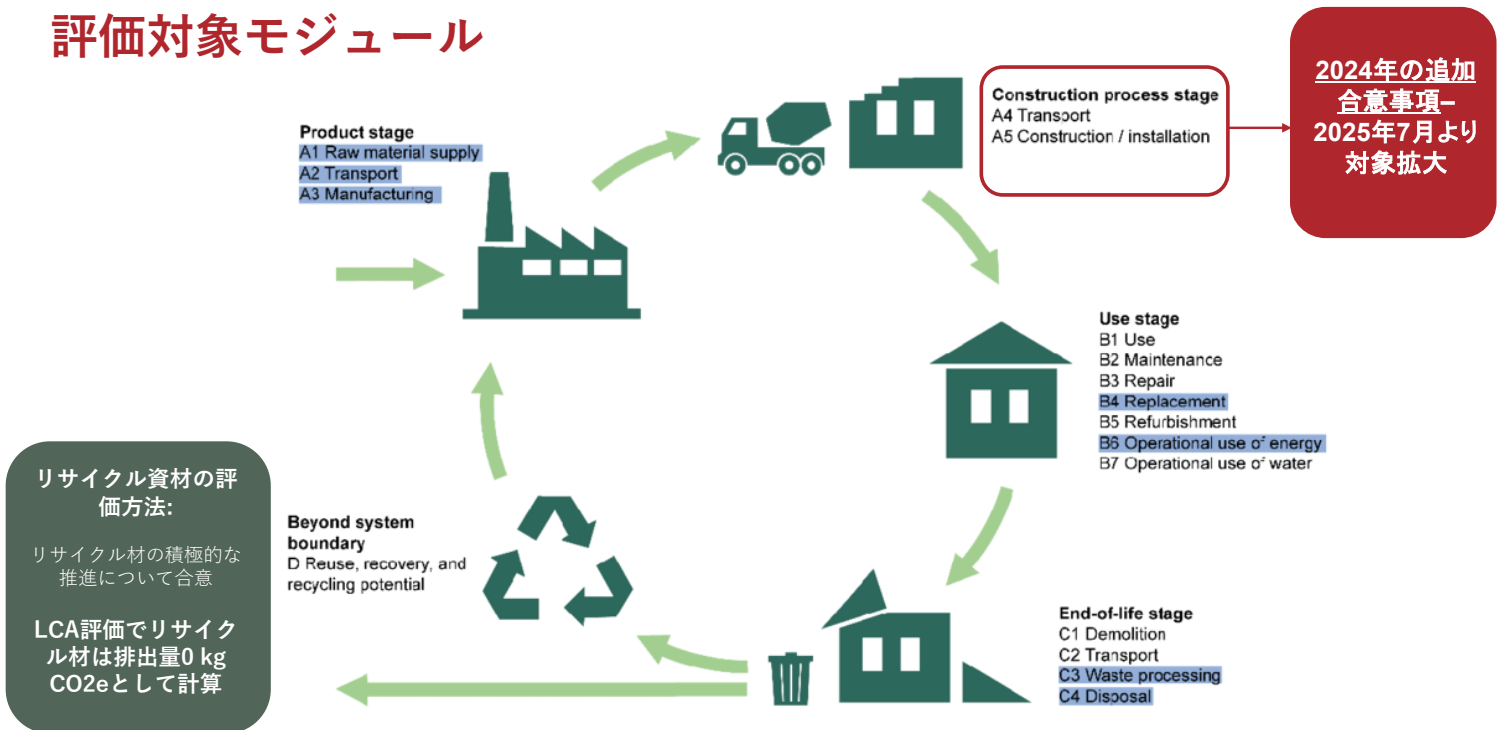 評価対象モジュール
Product stage
A1 Raw material supply
A2 Transport
A3 Manufacturing
Construction process stage
A4 Transport
A5 Construction / installation
2024年の追加
合意事項–
2025年7月より
対象拡大
Use stage
B1 Use
B2 Maintenance
B3 Repair
B4 Replacement
B5 Refurbishment
B6 Operational use of energy
B7 Operational use of water
リサイクル資材の評
価方法:
リサイクル材の積極的な
推進について合意
LCA評価でリサイク
ル材は排出量0 kg
CO2eとして計算
Beyond system
boundary
D Reuse, recovery, and
recycling potential
End-of-life stage
C1 Demolition
C2 Transport
C3 Waste processing
C4 Disposal